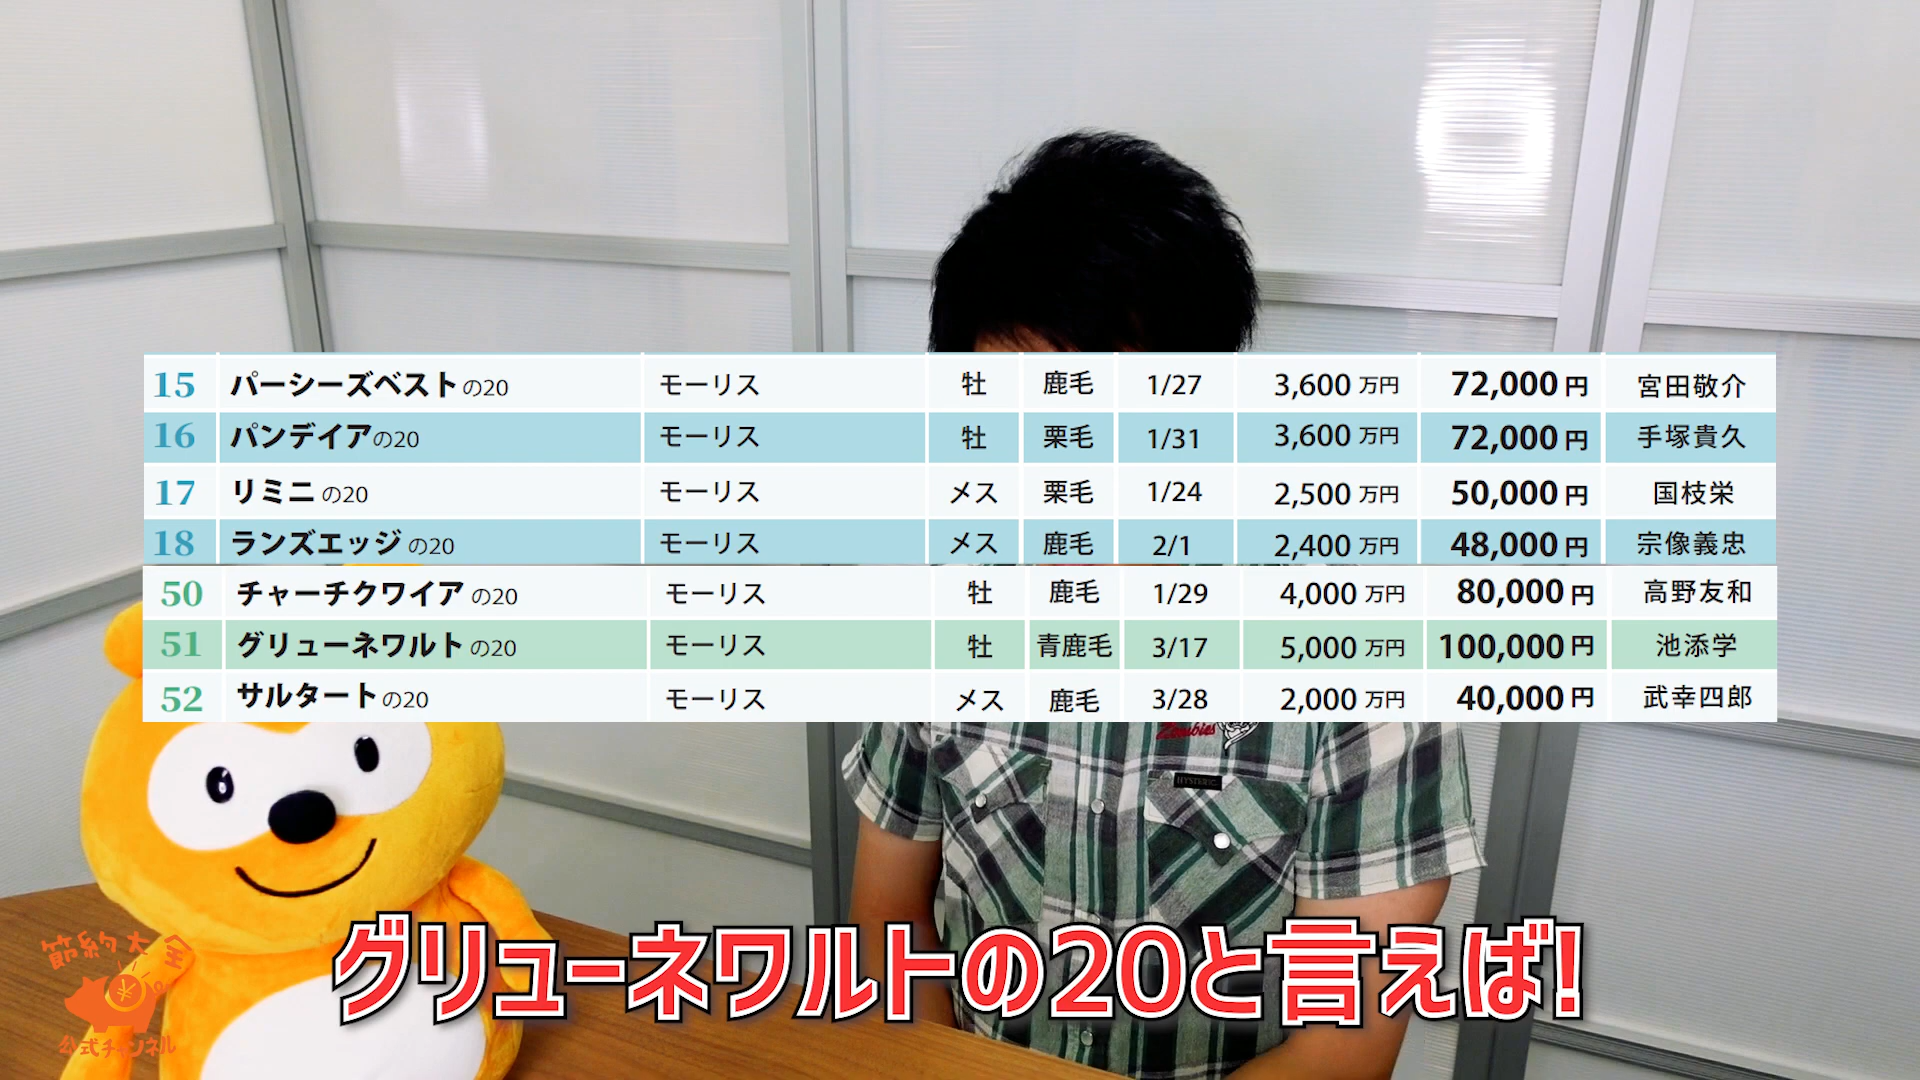 15 パーシーズベストの20 モーリス 牡 鹿毛 1/27 3,600万円 72,000円 宮田敬介
16 パンデイアの20 モーリス 牡 栗毛 1/31 3,600万円 72,000円 手塚貴久
17 リミニの20 モーリス メス 栗毛 1/24 2,500万円 50,000円 国枝栄
18 ランズエッジの20 モーリス メス 鹿毛 2/1 2,400万円 48,000円 宗像義忠
50 チャーチクワイアの20 モーリス 牡 鹿毛 1/29 4,000万円 80,000円 高野友和
51 グリューネワルトの20 モーリス 牡 青鹿毛 3/17 5,000万円 100,000円 池添学
52 サルタートの20 モーリス メス 鹿毛 3/28 2,000万円 40,000円 武幸四郎
Zombies
HYSTERIC
グリューネワルトの20と言えば!
節約大全
¥
公式チャンネル